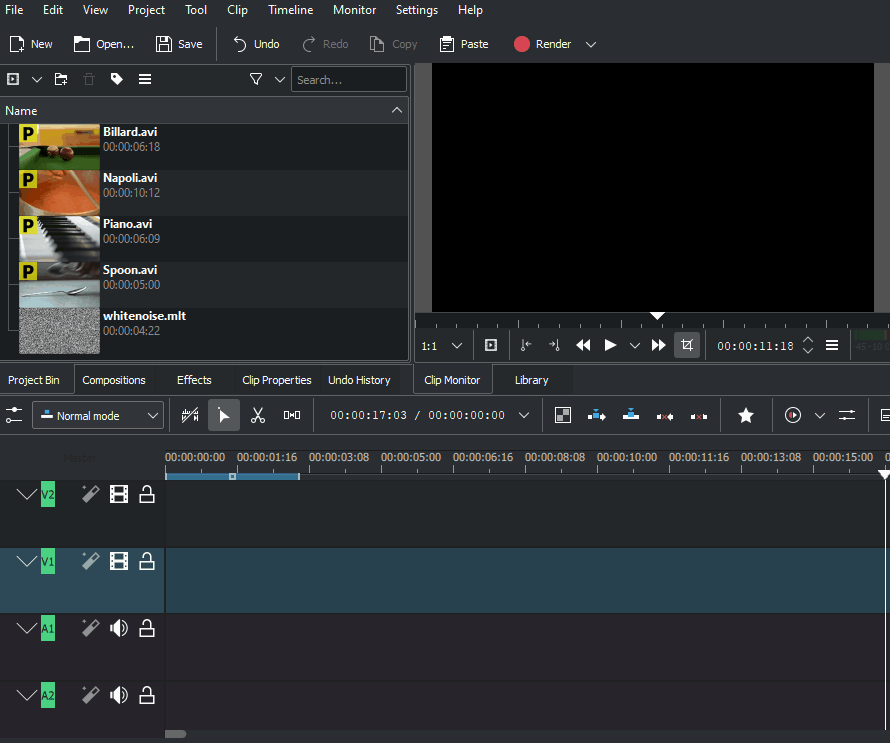 File Edit View Project Tool Clip Timeline Monitor Settings Help
New Open... Save Undo Redo Copy Paste Render
Search...
Name
P Billard.avi
00:00:06:18
P Napoli.avi
00:00:10:12
P Piano.avi
00:00:06:09
P Spoon.avi
00:00:05:00
whitenoise.mlt
00:00:04:22
1:1 00:00:11:18
-45 -30
Project Bin Compositions Effects Clip Properties Undo History Clip Monitor Library
Normal mode 00:00:17:03 / 00:00:00:00
Master
00:00:00:00 00:00:01:16 00:00:03:08 00:00:05:00 00:00:06:16 00:00:08:08 00:00:10:00 00:00:11:16 00:00:13:08 00:00:15:00
V2
V1
A1
A2